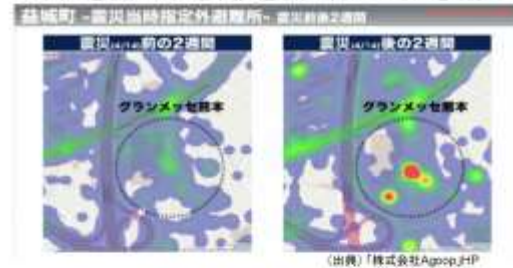 益城町 -震災当時指定外避難所- 震災前後2週間
震災(4/14)前の2週間
震災(4/14)後の2週間
グランメッセ熊本
グランメッセ熊本
(出典)「株式会社Agoop」HP